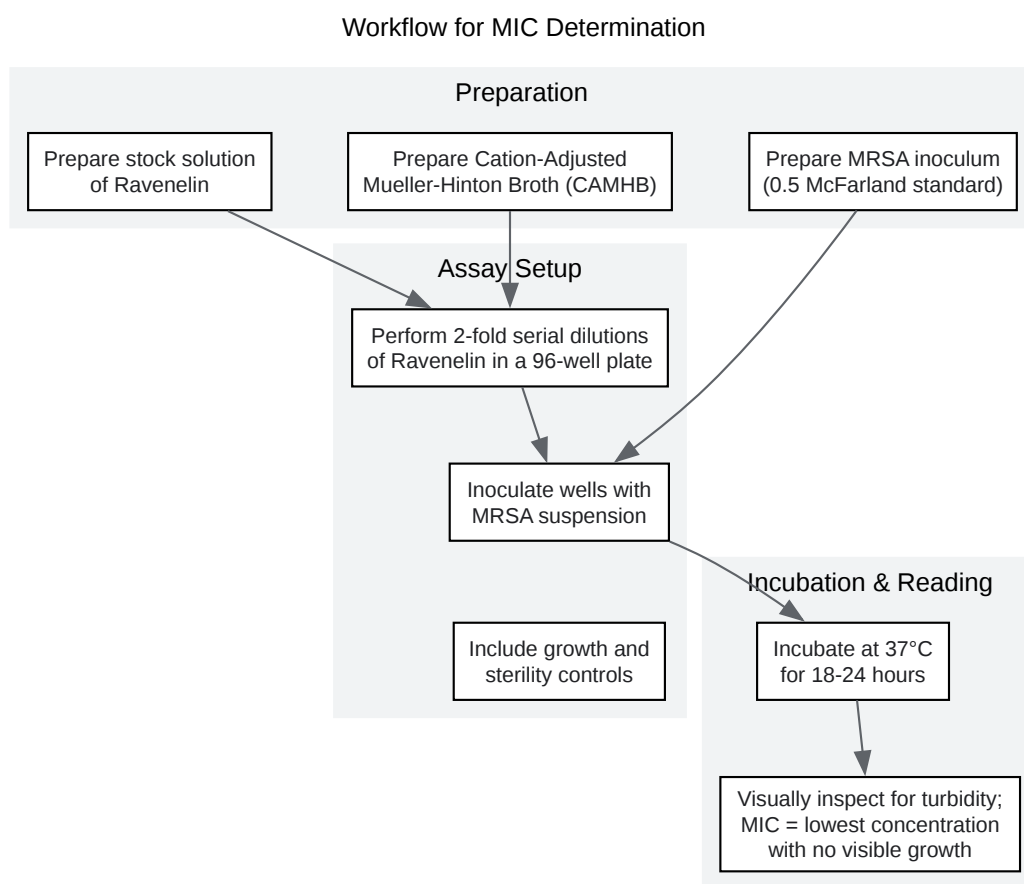 Workflow for MIC Determination
Preparation
Prepare stock solution
of Ravenelin
Prepare Cation-Adjusted
Mueller-Hinton Broth (CAMHB)
Prepare MRSA inoculum
(0.5 McFarland standard)
Assay Setup
Perform 2-fold serial dilutions
of Ravenelin in a 96-well plate
Inoculate wells with
MRSA suspension
Include growth and
sterility controls
Incubation & Reading
Incubate at 37°C
for 18-24 hours
Visually inspect for turbidity;
MIC = lowest concentration
with no visible growth